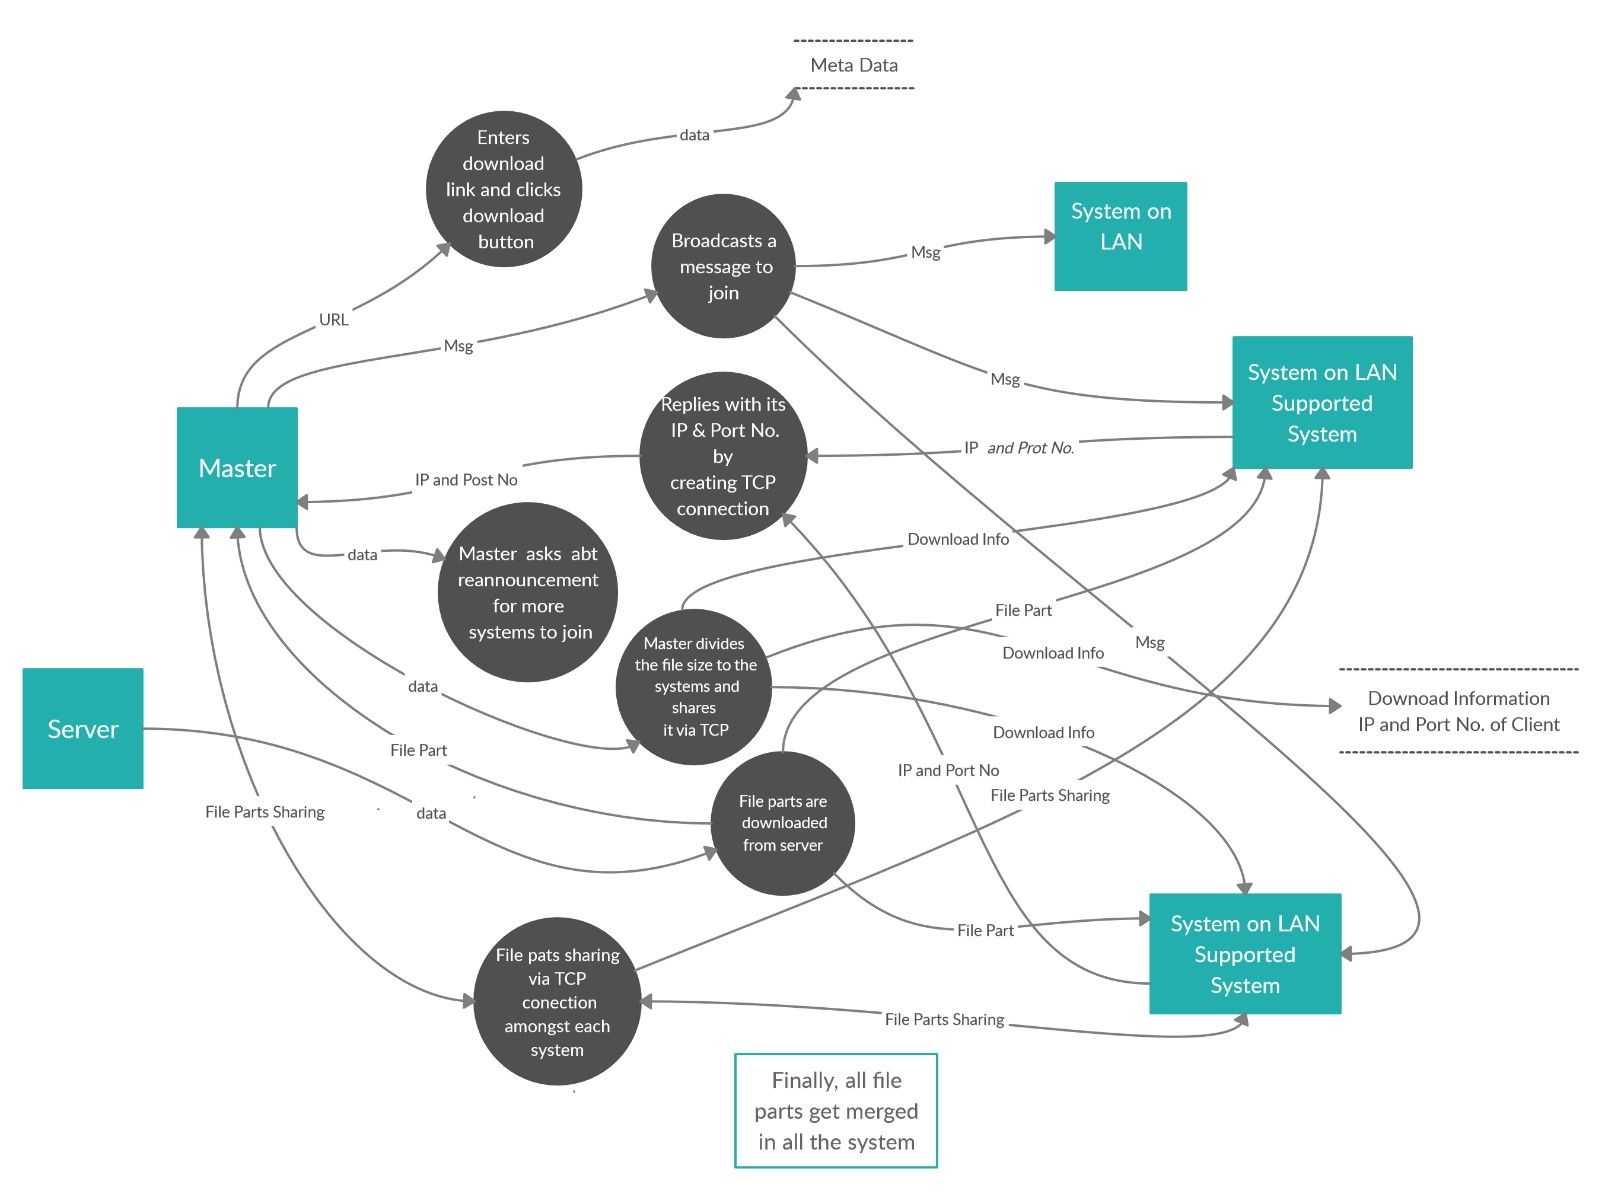 Meta Data
Enters
download
link and clicks
download
button
data
System on
LAN
Broadcasts a
message to
join
Msg
URL
Msg
Msg
System on LAN
Supported
System
Replies with its
IP & Port No.
by
creating TCP
connection
IP and Prot No.
Master
IP and Post No
Master asks abt
reannouncement
for more
systems to join
data
Download Info
File Part
Master divides
the file size to the
systems and
shares
it via TCP
Msg
Download Info
data
Downoad Information
IP and Port No. of Client
Server
Download Info
File Part
IP and Port No
File Parts Sharing
File parts are
downloaded
from server
File Parts Sharing
data
System on LAN
Supported
System
File Part
File pats sharing
via TCP
conection
amongst each
system
File Parts Sharing
Finally, all file
parts get merged
in all the system